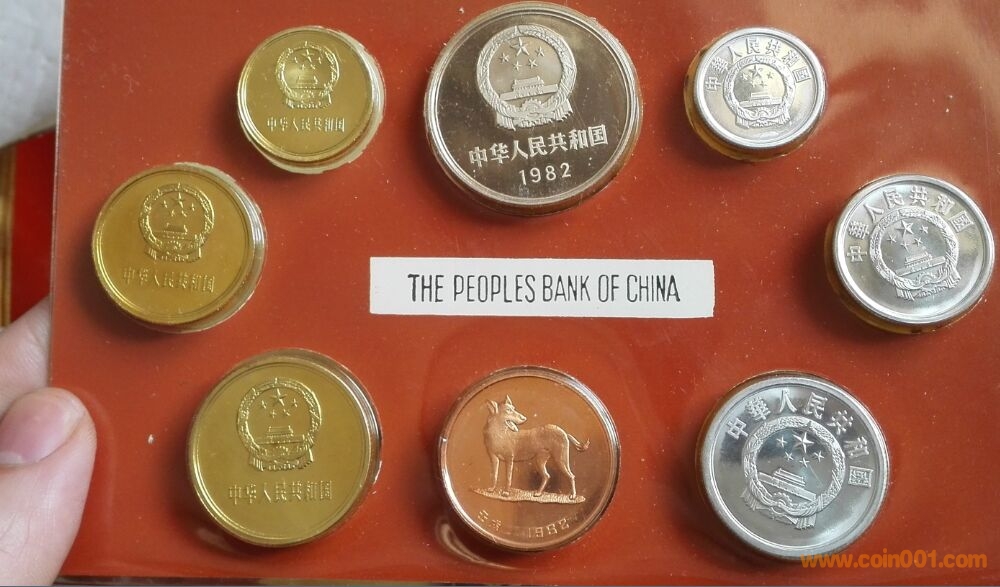 中华人民共和国
中华人民共和国
1982
中華人民共和国
中华人民共和国
中華人民共和国
THE PEOPLES BANK OF CHINA
中华人民共和国
1982
中華人民共和国
www.coin001.com